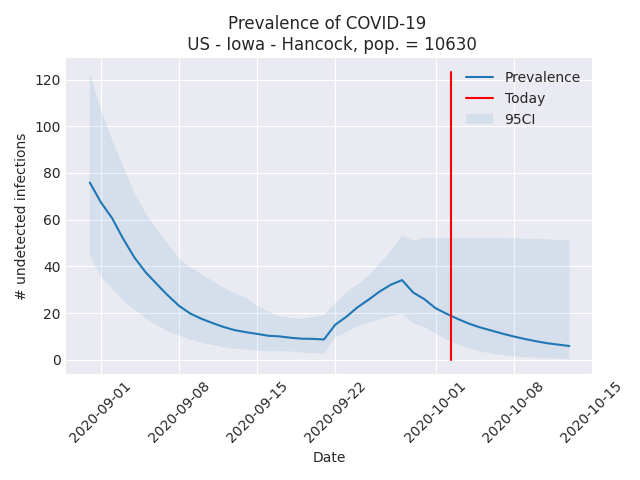 Prevalence of COVID-19
US - Iowa - Hancock, pop. = 10630
Prevalence
Today
95CI
# undetected infections
120
100
80
60
40
20
0
2020-09-01
2020-09-08
2020-09-15
2020-09-22
2020-10-01
2020-10-08
2020-10-15
Date